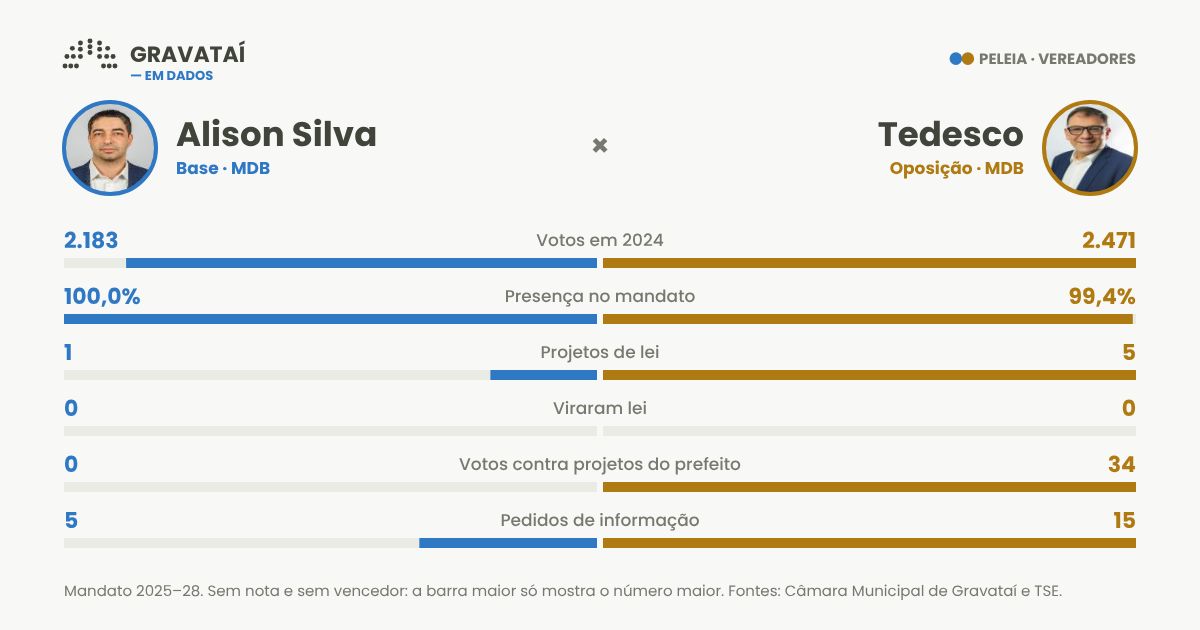 GRAVATAÍ
— EM DADOS
PELEIA · VEREADORES
Alison Silva
Base · MDB
×
Tedesco
Oposição · MDB
2.183 Votos em 2024 2.471
100,0% Presença no mandato 99,4%
1 Projetos de lei 5
0 Viraram lei 0
0 Votos contra projetos do prefeito 34
5 Pedidos de informação 15
Mandato 2025–28. Sem nota e sem vencedor: a barra maior só mostra o número maior. Fontes: Câmara Municipal de Gravataí e TSE.